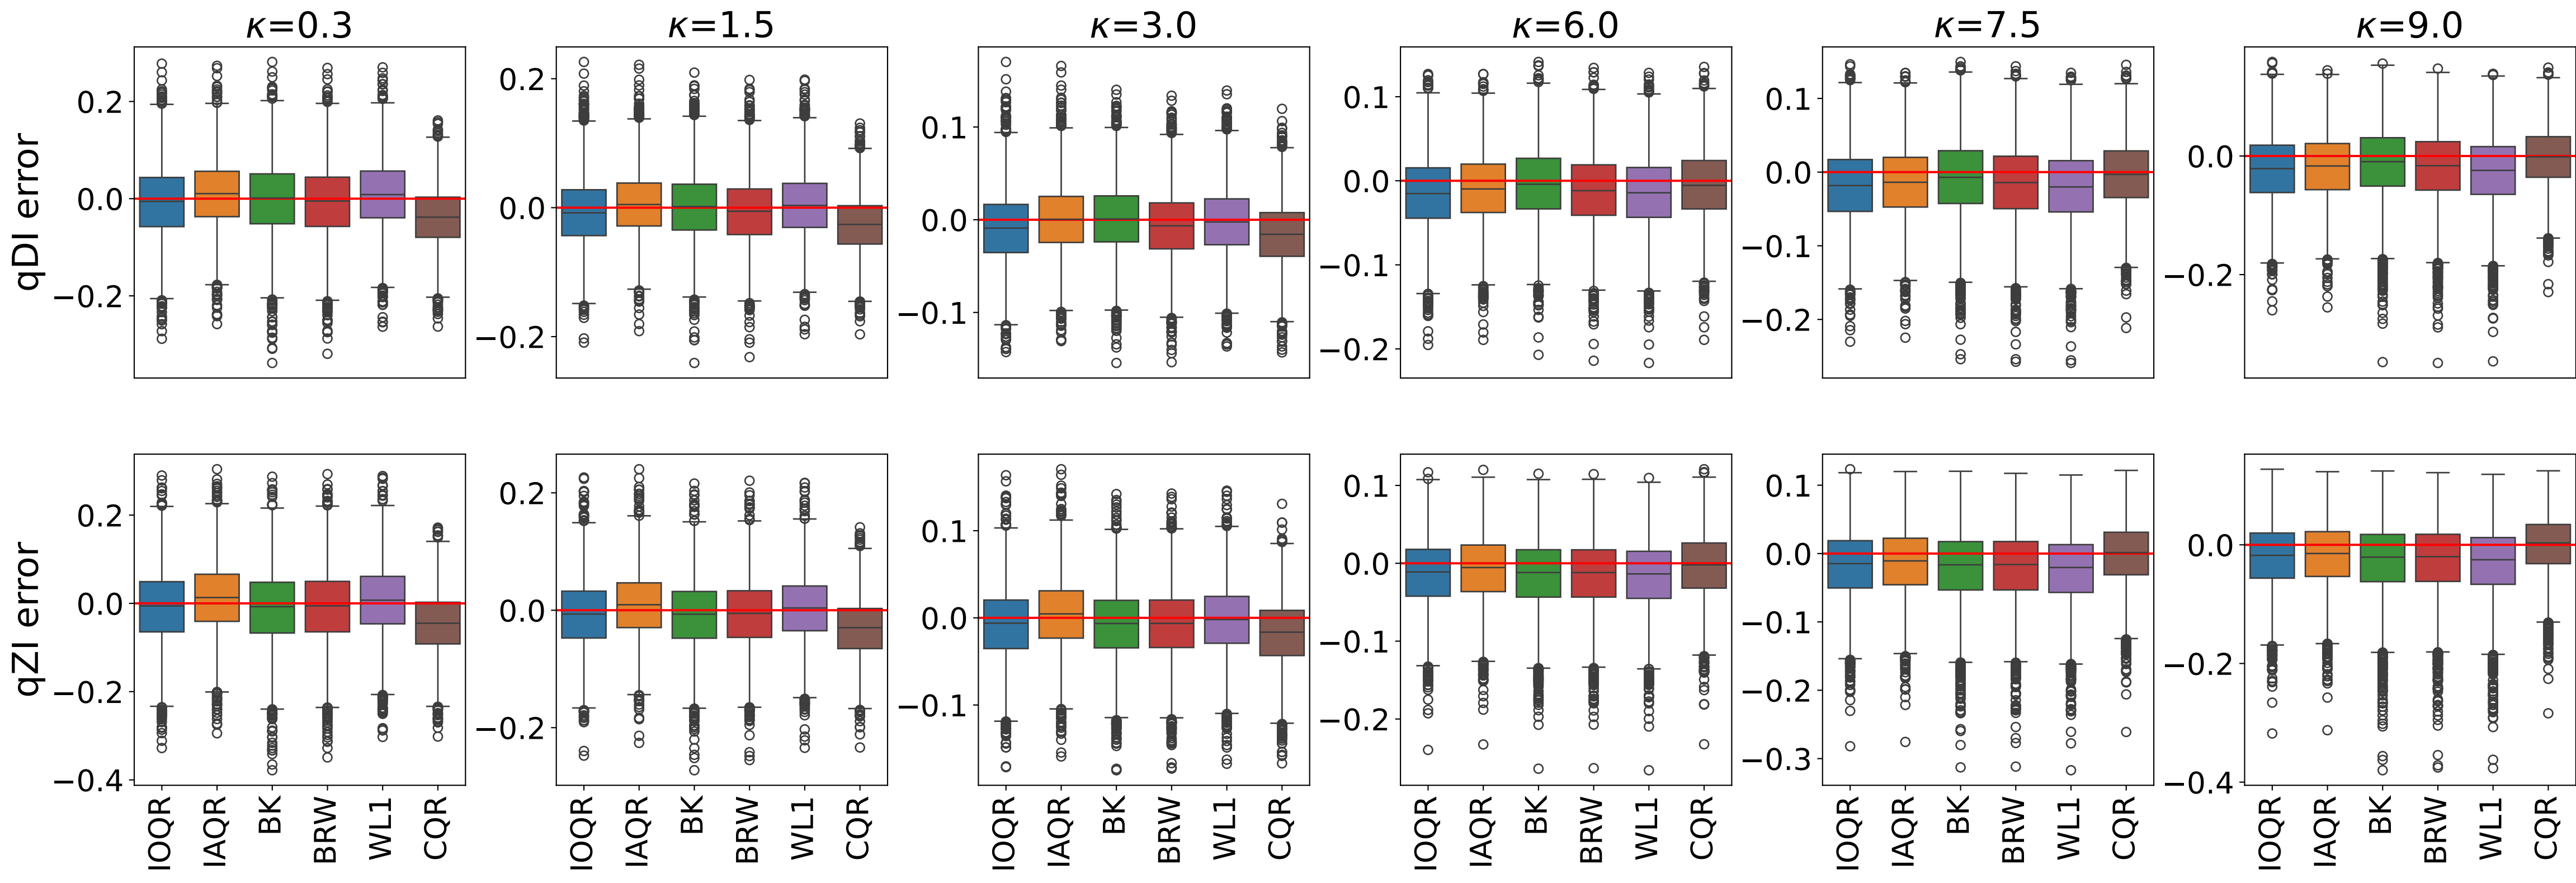 κ=0.3 κ=1.5 κ=3.0 κ=6.0 κ=7.5 κ=9.0
qDI error
0.2 0.0 −0.2
0.2 0.0 −0.2
0.1 0.0 −0.1
0.1 0.0 −0.1 −0.2
0.1 0.0 −0.1 −0.2
0.0 −0.2
qZI error
0.2 0.0 −0.2 −0.4
0.2 0.0 −0.2
0.1 0.0 −0.1
0.1 0.0 −0.1 −0.2
0.1 0.0 −0.1 −0.2 −0.3
0.0 −0.2 −0.4
IOQR IAQR BK BRW WL1 CQR
IOQR IAQR BK BRW WL1 CQR
IOQR IAQR BK BRW WL1 CQR
IOQR IAQR BK BRW WL1 CQR
IOQR IAQR BK BRW WL1 CQR
IOQR IAQR BK BRW WL1 CQR